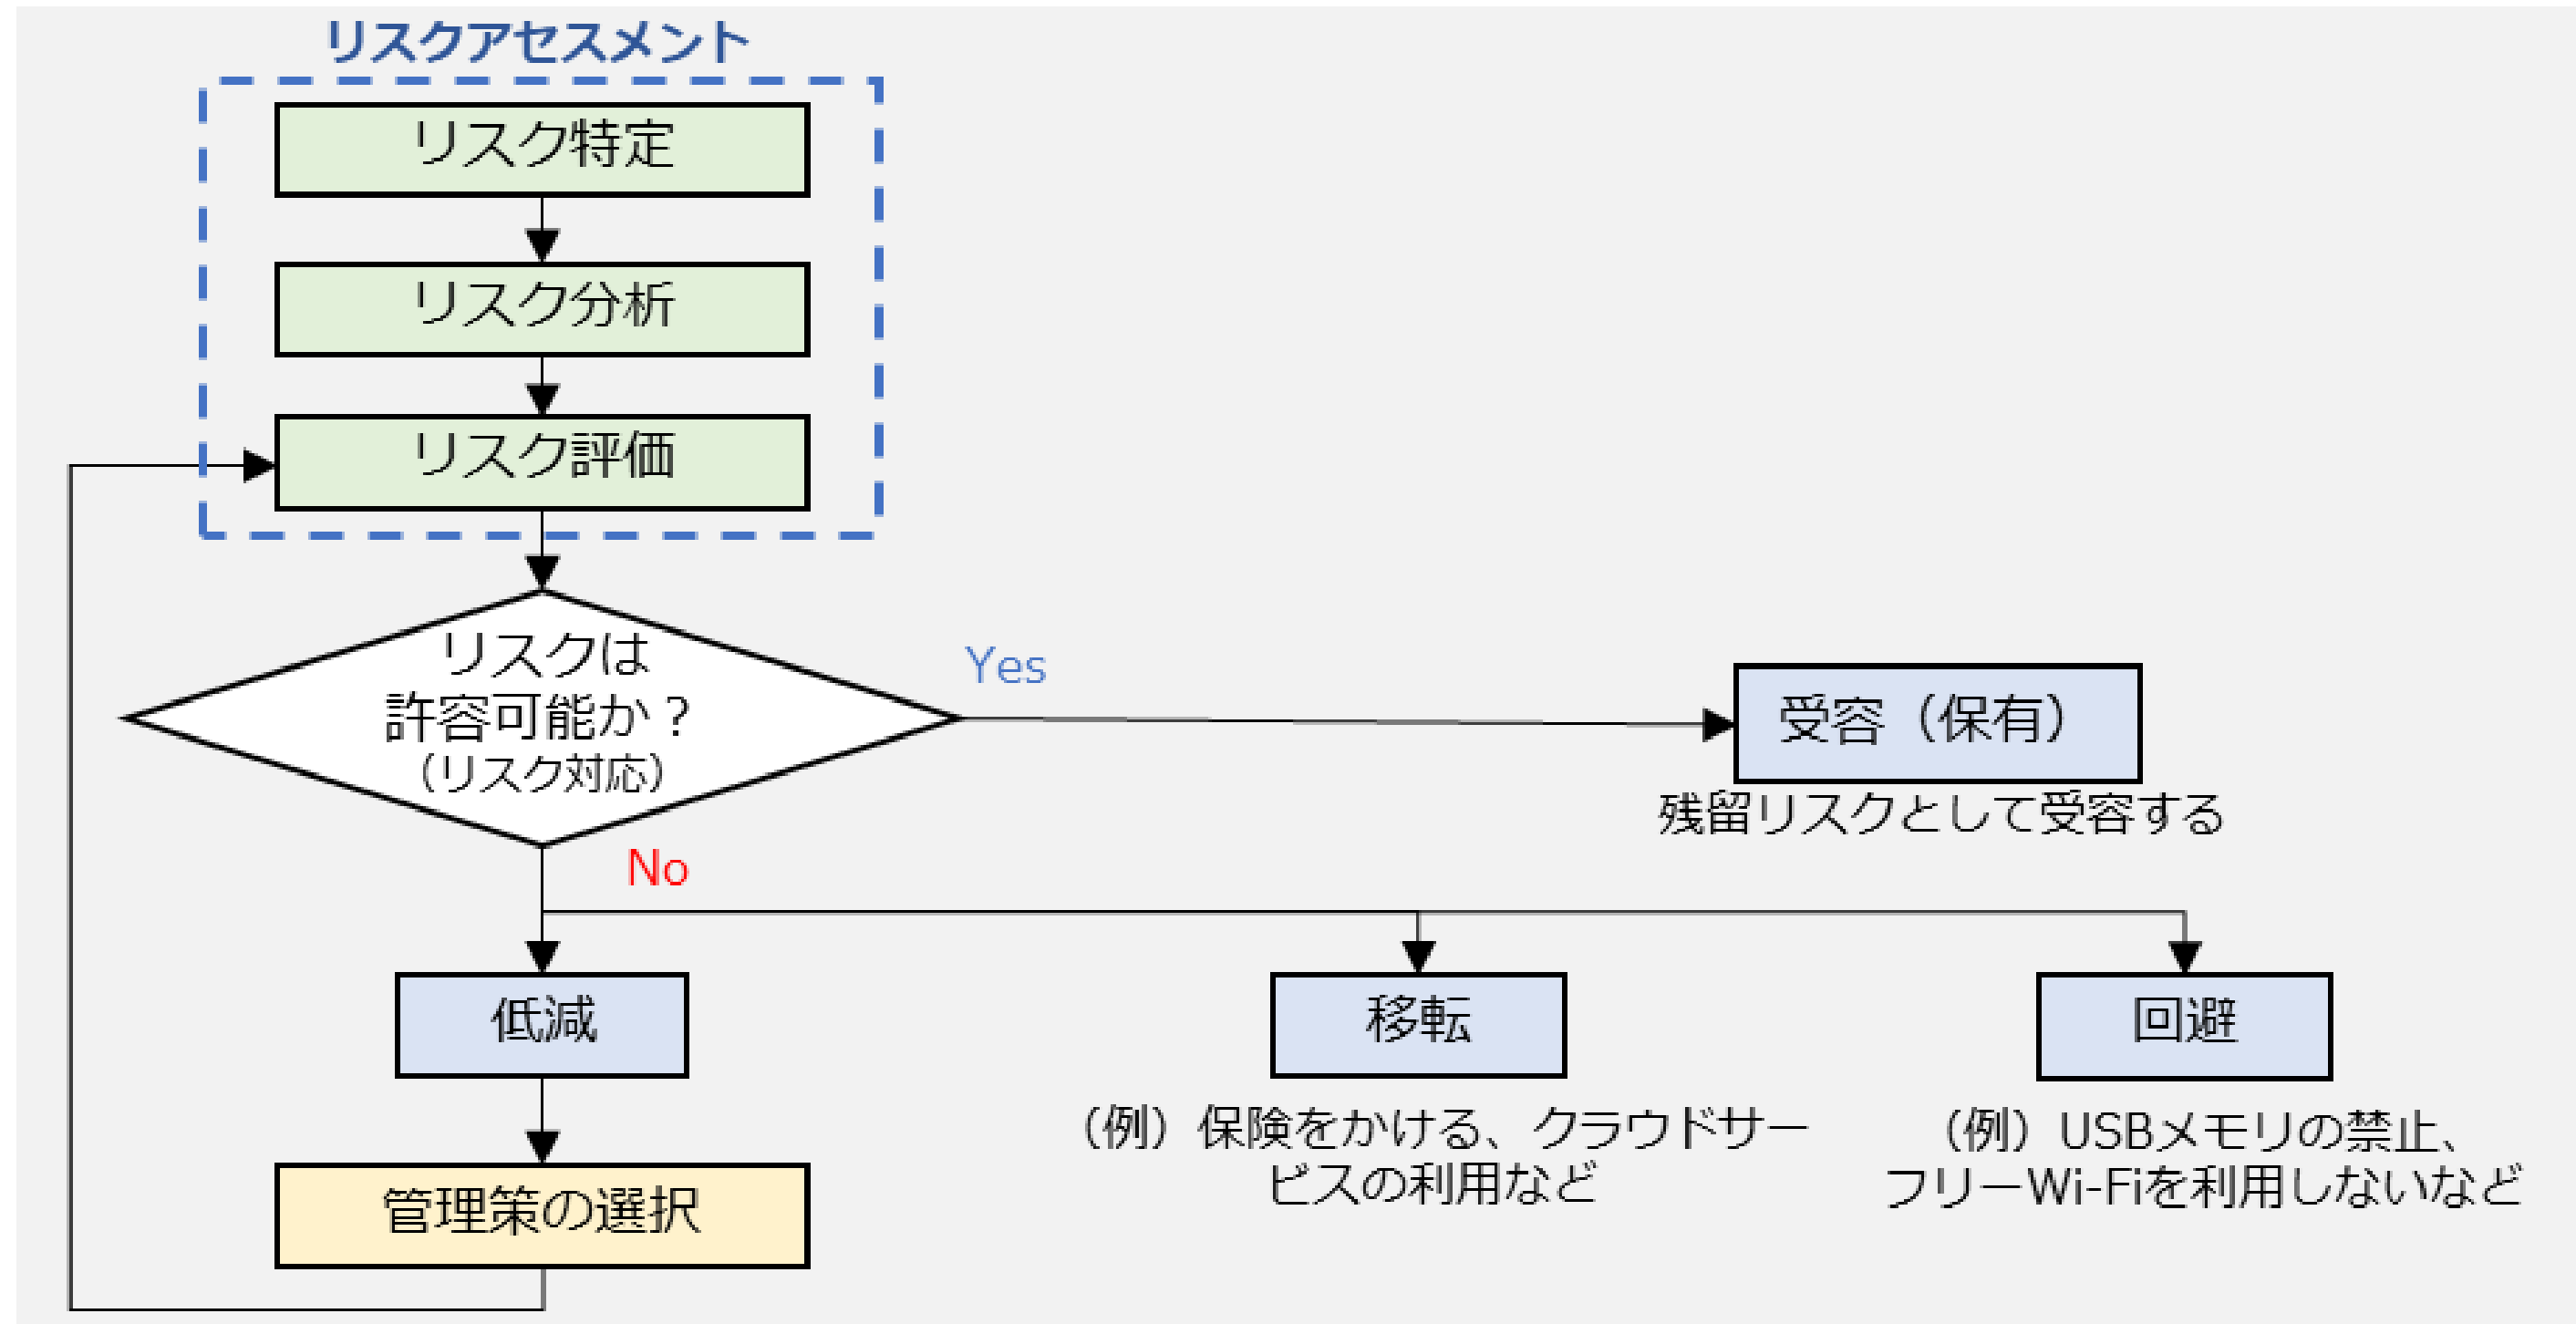 リスクアセスメント
リスク特定
リスク分析
リスク評価
リスクは
許容可能か？
（リスク対応）
Yes
受容（保有）
残留リスクとして受容する
No
低減
移転
回避
（例）保険をかける、クラウドサー
ビスの利用など
（例）USBメモリの禁止、
フリーWi-Fiを利用しないなど
管理策の選択